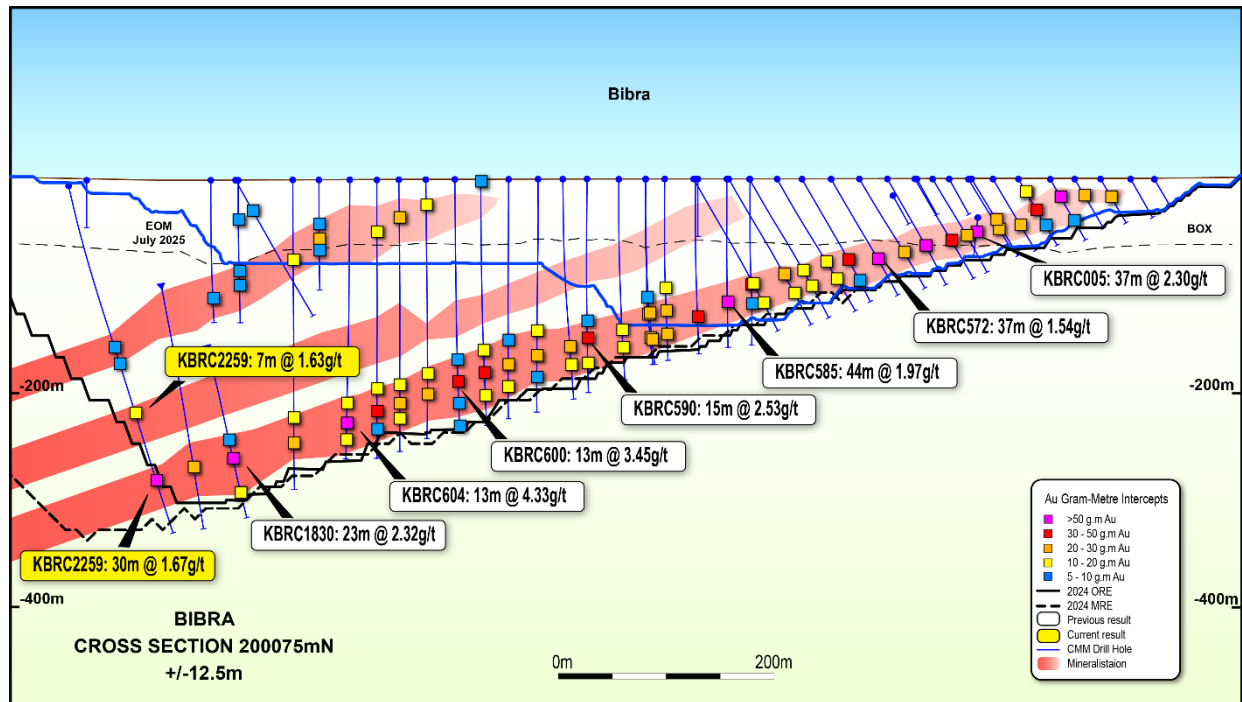 Bibra
EOM
July 2025
BOX
KBRC005: 37m @ 2.30g/t
KBRC572: 37m @ 1.54g/t
KBRC2259: 7m @ 1.63g/t
KBRC585: 44m @ 1.97g/t
-200m
-200m
KBRC590: 15m @ 2.53g/t
KBRC600: 13m @ 3.45g/t
KBRC604: 13m @ 4.33g/t
KBRC1830: 23m @ 2.32g/t
KBRC2259: 30m @ 1.67g/t
Au Gram-Metre Intercepts
>50 g.m Au
30 - 50 g.m Au
20 - 30 g.m Au
10 - 20 g.m Au
5 - 10 g.m Au
2024 ORE
2024 MRE
Previous result
Current result
CMM Drill Hole
Mineralistaion
-400m
-400m
BIBRA
CROSS SECTION 200075mN
+/-12.5m
0m
200m